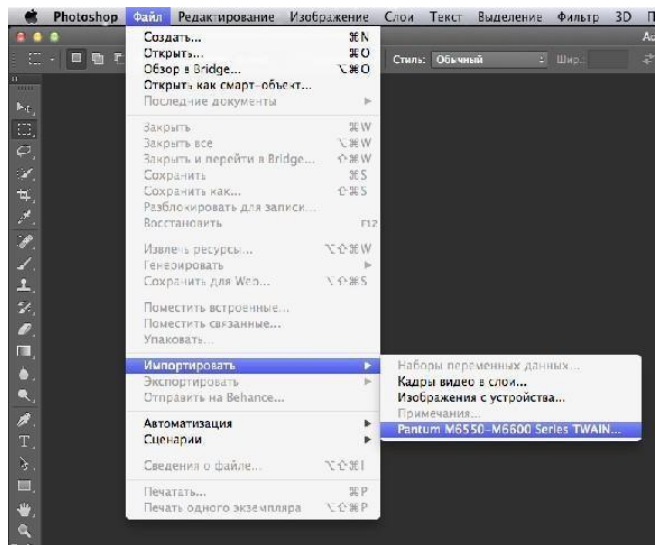 Photoshop Файл Редактирование Изображение Слои Текст Выделение Фильтр 3D
Создать... ⌘N
Открыть... ⌘O
Обзор в Bridge... ⌥⌘O
Открыть как смарт-объект...
Последние документы
Закрыть ⌘W
Закрыть все ⌥⌘W
Закрыть и перейти в Bridge... ⇧⌘W
Сохранить ⌘S
Сохранить как... ⇧⌘S
Разблокировать для записи...
Восстановить F12
Извлечь ресурсы... ⌥⇧⌘W
Генерировать
Сохранить для Web... ⌥⇧⌘S
Поместить встроенные...
Поместить связанные...
Упаковать...
Импортировать
Экспортировать
Отправить на Behance...
Автоматизация
Сценарии
Сведения о файле... ⌥⇧⌘I
Печатать... ⌘P
Печать одного экземпляра ⌥⇧⌘P
Стиль: Обычный Шир.:
Наборы переменных данных...
Кадры видео в слои...
Изображения с устройства...
Примечания...
Pantum M6550-M6600 Series TWAIN...